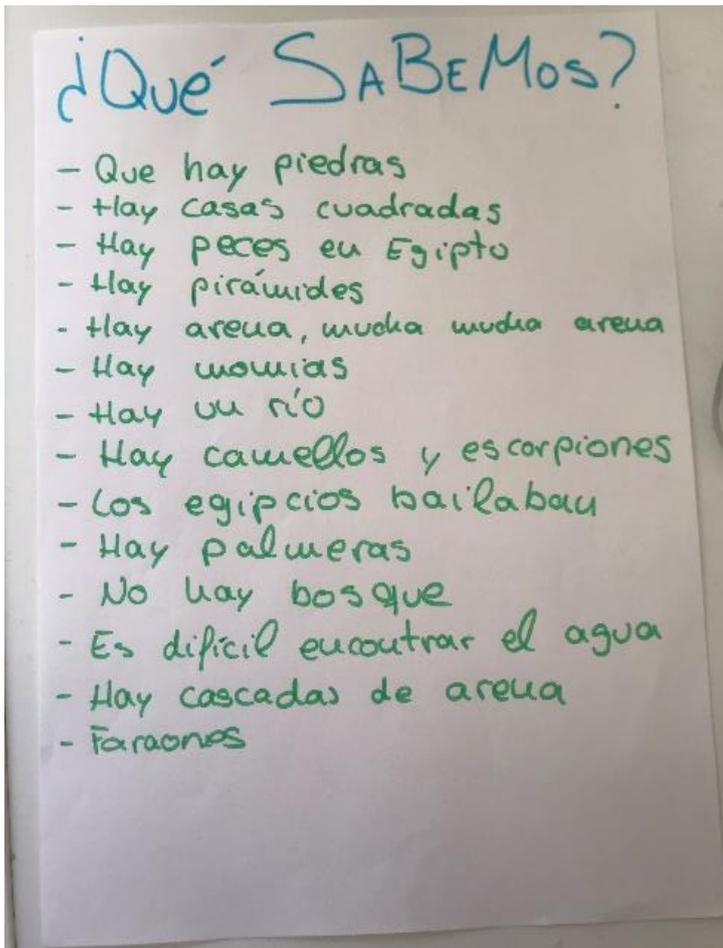 ¿Qué SABEMos?
- Que hay piedras
- Hay casas cuadradas
- Hay peces en Egipto
- Hay pirámides
- Hay arena, mucha mucha arena
- Hay momias
- Hay un río
- Hay camellos y escorpiones
- Los egipcios bailaban
- Hay palmeras
- No hay bosque
- Es difícil encontrar el agua
- Hay cascadas de arena
- Faraones